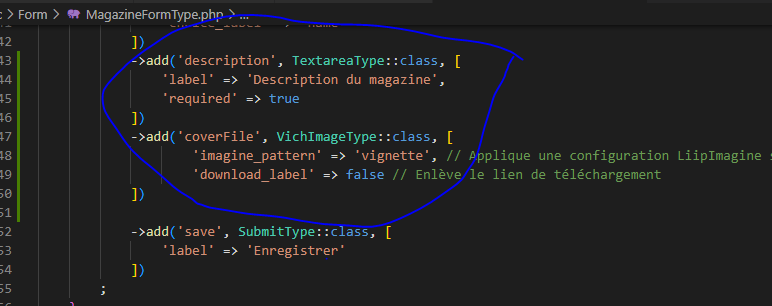 Form > MagazineFormType.php > ...
42 ])
43 ->add('description', TextareaType::class, [
44 'label' => 'Description du magazine',
45 'required' => true
46 ])
47 ->add('coverFile', VichImageType::class, [
48 'imagine_pattern' => 'vignette', // Applique une configuration LiipImagine s
49 'download_label' => false // Enlève le lien de téléchargement
50 ])
51
52 ->add('save', SubmitType::class, [
53 'label' => 'Enregistrer'
54 ])
55 ;